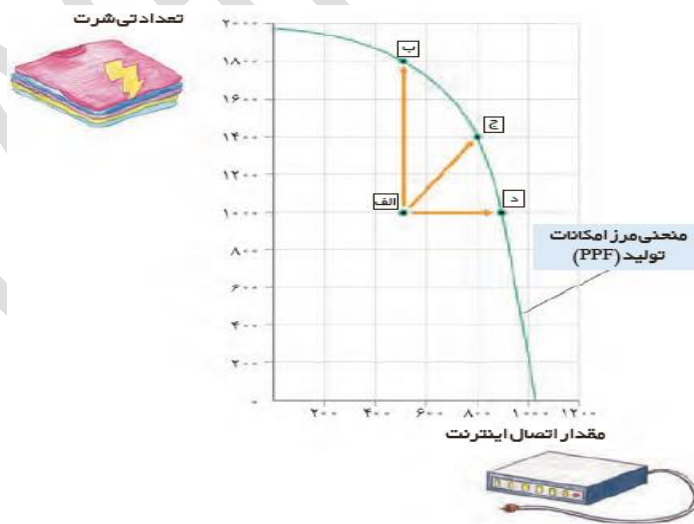 تعداد تی شرت
۲۰۰۰
۱۸۰۰
۱۶۰۰
۱۴۰۰
۱۲۰۰
۱۰۰۰
۸۰۰
۶۰۰
۴۰۰
۲۰۰
۰
ب
ج
الف
د
منحنی مرز امکانات
تولید (PPF)
۲۰۰ ۴۰۰ ۶۰۰ ۸۰۰ ۱۰۰۰ ۱۲۰۰
مقدار اتصال اینترنت